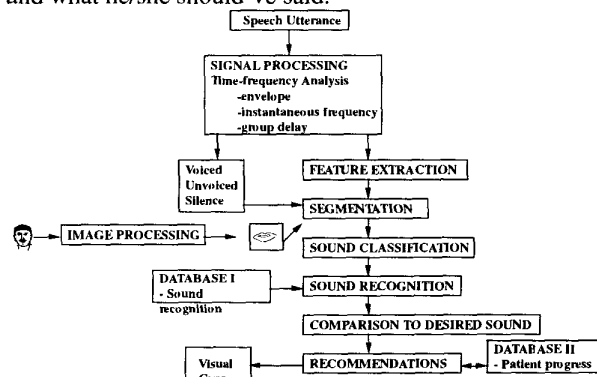 and what he/she should've said.
Speech Utterance
SIGNAL PROCESSING
Time-frequency Analysis
-envelope
-instantaneous frequency
-group delay
Voiced
Unvoiced
Silence
FEATURE EXTRACTION
SEGMENTATION
IMAGE PROCESSING
SOUND CLASSIFICATION
DATABASE I
- Sound
recognition
SOUND RECOGNITION
COMPARISON TO DESIRED SOUND
Visual
RECOMMENDATIONS
DATABASE II
- Patient progress